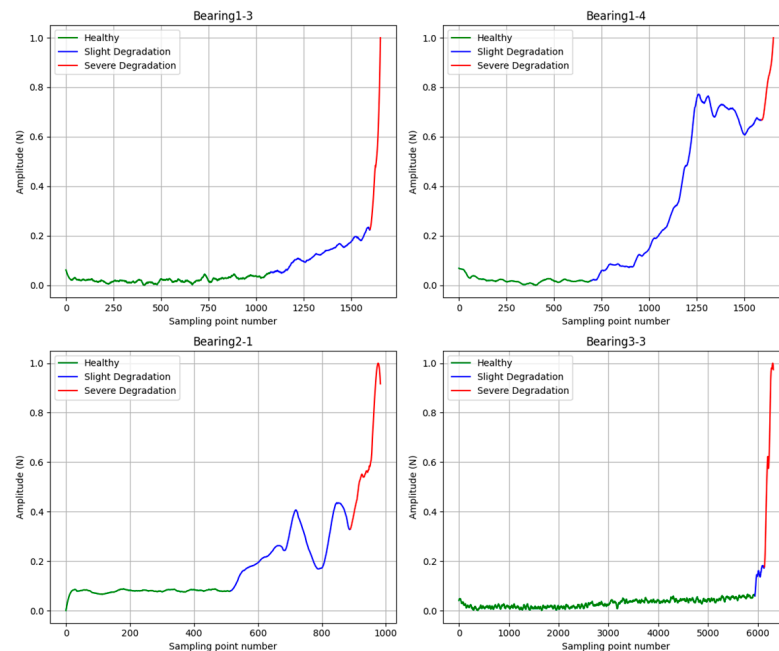 Bearing1-3
1.0
0.8
0.6
0.4
0.2
0.0
Amplitude (N)
Healthy
Slight Degradation
Severe Degradation
0 250 500 750 1000 1250 1500
Sampling point number
Bearing1-4
1.0
0.8
0.6
0.4
0.2
0.0
Amplitude (N)
Healthy
Slight Degradation
Severe Degradation
0 250 500 750 1000 1250 1500
Sampling point number
Bearing2-1
1.0
0.8
0.6
0.4
0.2
0.0
Amplitude (N)
Healthy
Slight Degradation
Severe Degradation
0 200 400 600 800 1000
Sampling point number
Bearing3-3
1.0
0.8
0.6
0.4
0.2
0.0
Amplitude (N)
Healthy
Slight Degradation
Severe Degradation
0 1000 2000 3000 4000 5000 6000
Sampling point number